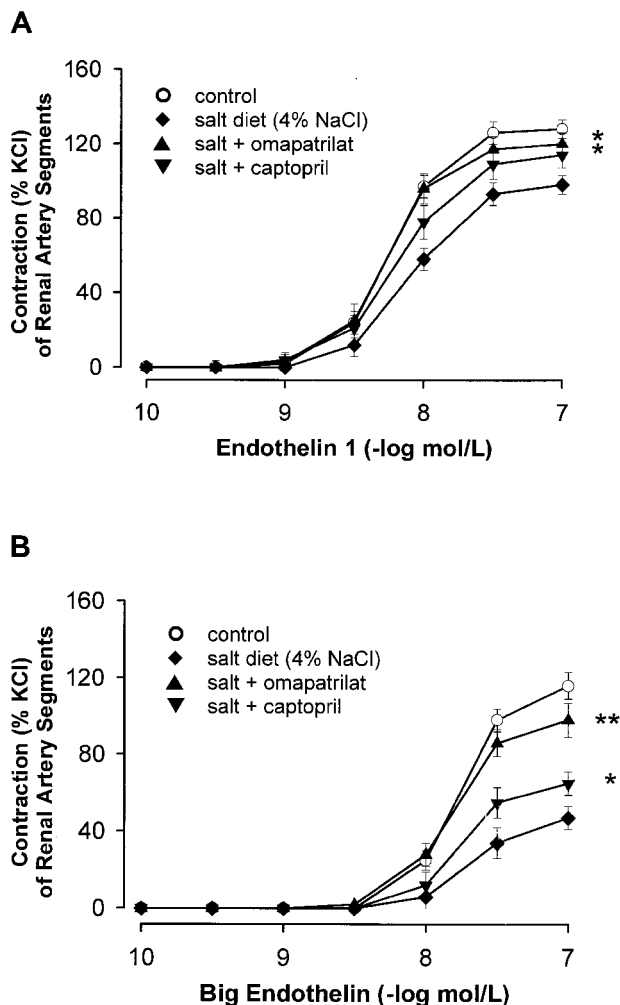 A
160
120
80
40
0
control
salt diet (4% NaCl)
salt + omapatrilat
salt + captopril
*
*
Contraction (% KCl)
of Renal Artery Segments
10 9 8 7
Endothelin 1 (-log mol/L)
B
160
120
80
40
0
control
salt diet (4% NaCl)
salt + omapatrilat
salt + captopril
**
*
Contraction (% KCl)
of Renal Artery Segments
10 9 8 7
Big Endothelin (-log mol/L)